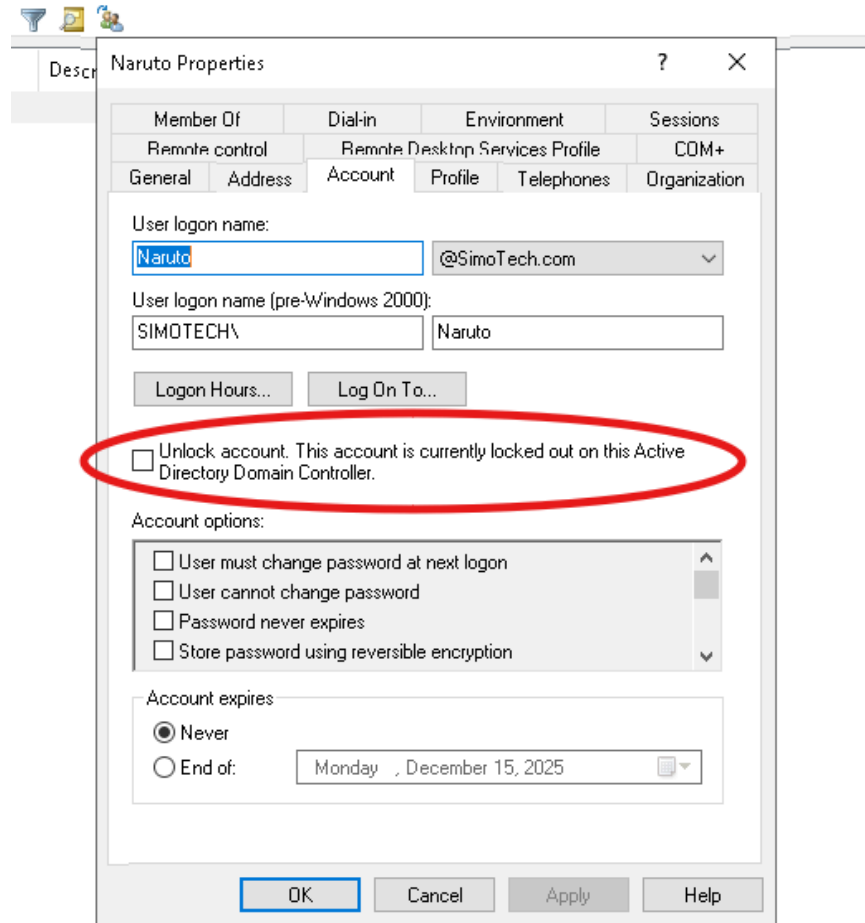 Descr
Naruto Properties
?
Member Of Dial-in Environment Sessions
Remote control Remote Desktop Services Profile COM+
General Address Account Profile Telephones Organization
User logon name:
Naruto @SimoTech.com
User logon name (pre-Windows 2000):
SIMOTECH\ Naruto
Logon Hours... Log On To...
Unlock account. This account is currently locked out on this Active
Directory Domain Controller.
Account options:
User must change password at next logon
User cannot change password
Password never expires
Store password using reversible encryption
Account expires
Never
End of: Monday , December 15, 2025
OK Cancel Apply Help